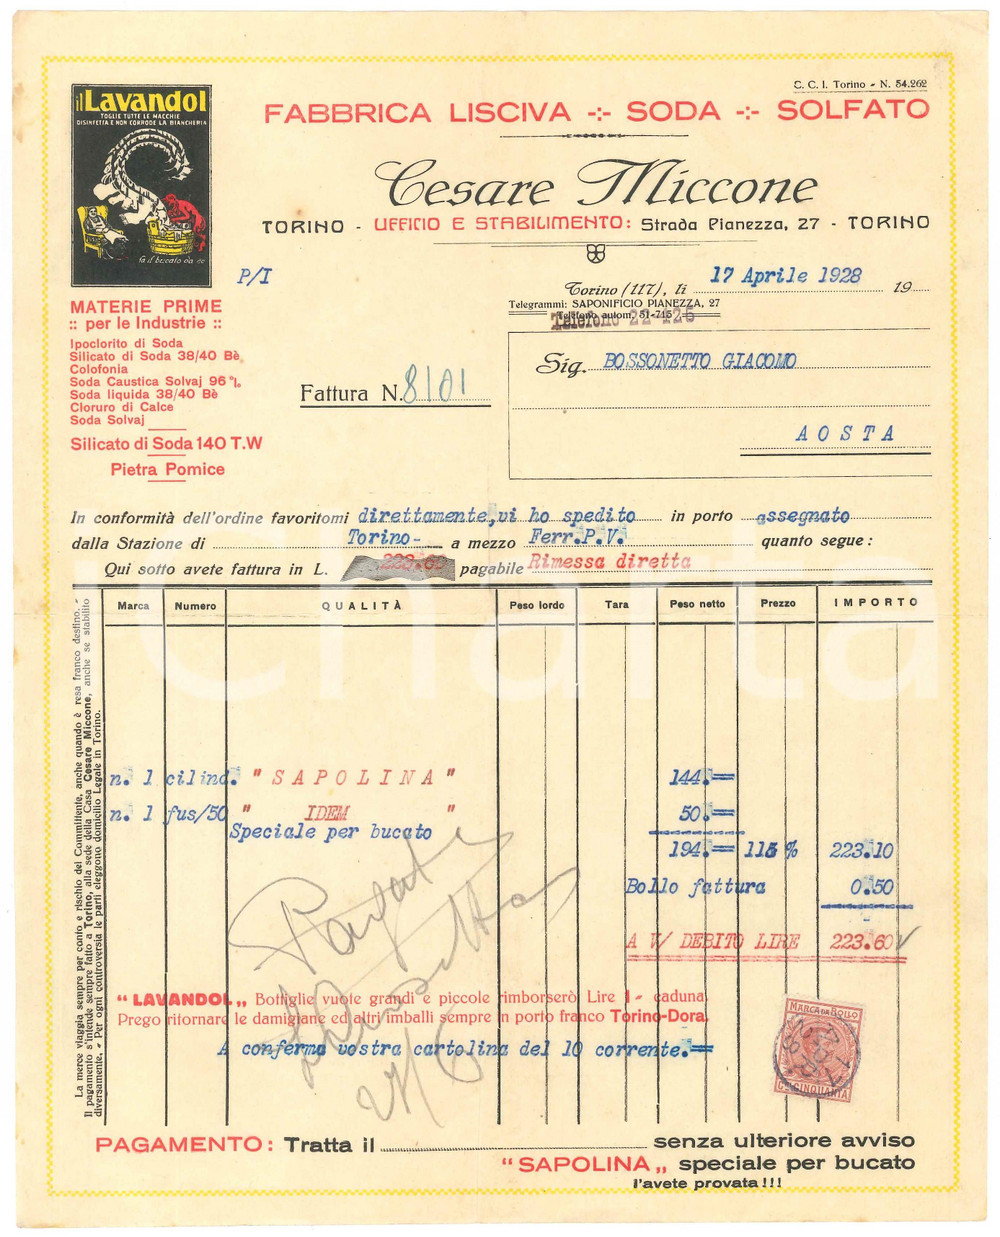 C. C. I. Torino - N. 54.262
il Lavandol
TOGLIE TUTTE LE MACCHIE
DISINFETTA E NON CORRODE LA BIANCHERIA
fa il bucato da sè
FABBRICA LISCIVA -:- SODA -:- SOLFATO
Cesare Miccone
TORINO - UFFICIO E STABILIMENTO: Strada Pianezza, 27 - TORINO
P/I
Torino (117), li 17 Aprile 1928 19
Telegrammi: SAPONIFICIO PIANEZZA, 27
Telefono autom. 51-715
Telefono 22-125
MATERIE PRIME
:: per le Industrie ::
Ipoclorito di Soda
Silicato di Soda 38/40 Bè
Colofonia
Soda Caustica Solvaj 96 %
Soda liquida 38/40 Bè
Cloruro di Calce
Soda Solvaj
Silicato di Soda 140 T.W
Pietra Pomice
Fattura N. 8101
Sig. BOSSONETTO GIACOMO
AOSTA
In conformità dell'ordine favoritomi direttamente,vi ho spedito in porto assegnato
dalla Stazione di Torino- a mezzo Ferr.P.V. quanto segue:
Qui sotto avete fattura in L. 223.60 pagabile Rimessa diretta
Marca Numero QUALITÀ Peso lordo Tara Peso netto Prezzo IMPORTO
n. 1 cilind. " SAPOLINA " 144.=
n. 1 fus/50 " IDEM " 50.=
Speciale per bucato
194.= 115 % 223.10
Bollo fattura 0.50
A V/ DEBITO LIRE 223.60
"LAVANDOL„ Bottiglie vuote grandi e piccole rimborserò Lire 1- caduna
Prego ritornare le damigiane ed altri imballi sempre in porto franco Torino-Dora.
A conferma vostra cartolina del 10 corrente.=
MARCA DA BOLLO
C. CINQUANTA
La merce viaggia sempre per conto e rischio del Committente, anche quando è resa franco destino. -
Il pagamento s'intende sempre fatto a Torino, alla sede della Casa Cesare Miccone, anche se stabilito
diversamente. - Per ogni controversia le parti eleggono domicilio Legale in Torino.
PAGAMENTO: Tratta il senza ulteriore avviso
"SAPOLINA„ speciale per bucato
l'avete provata!!!